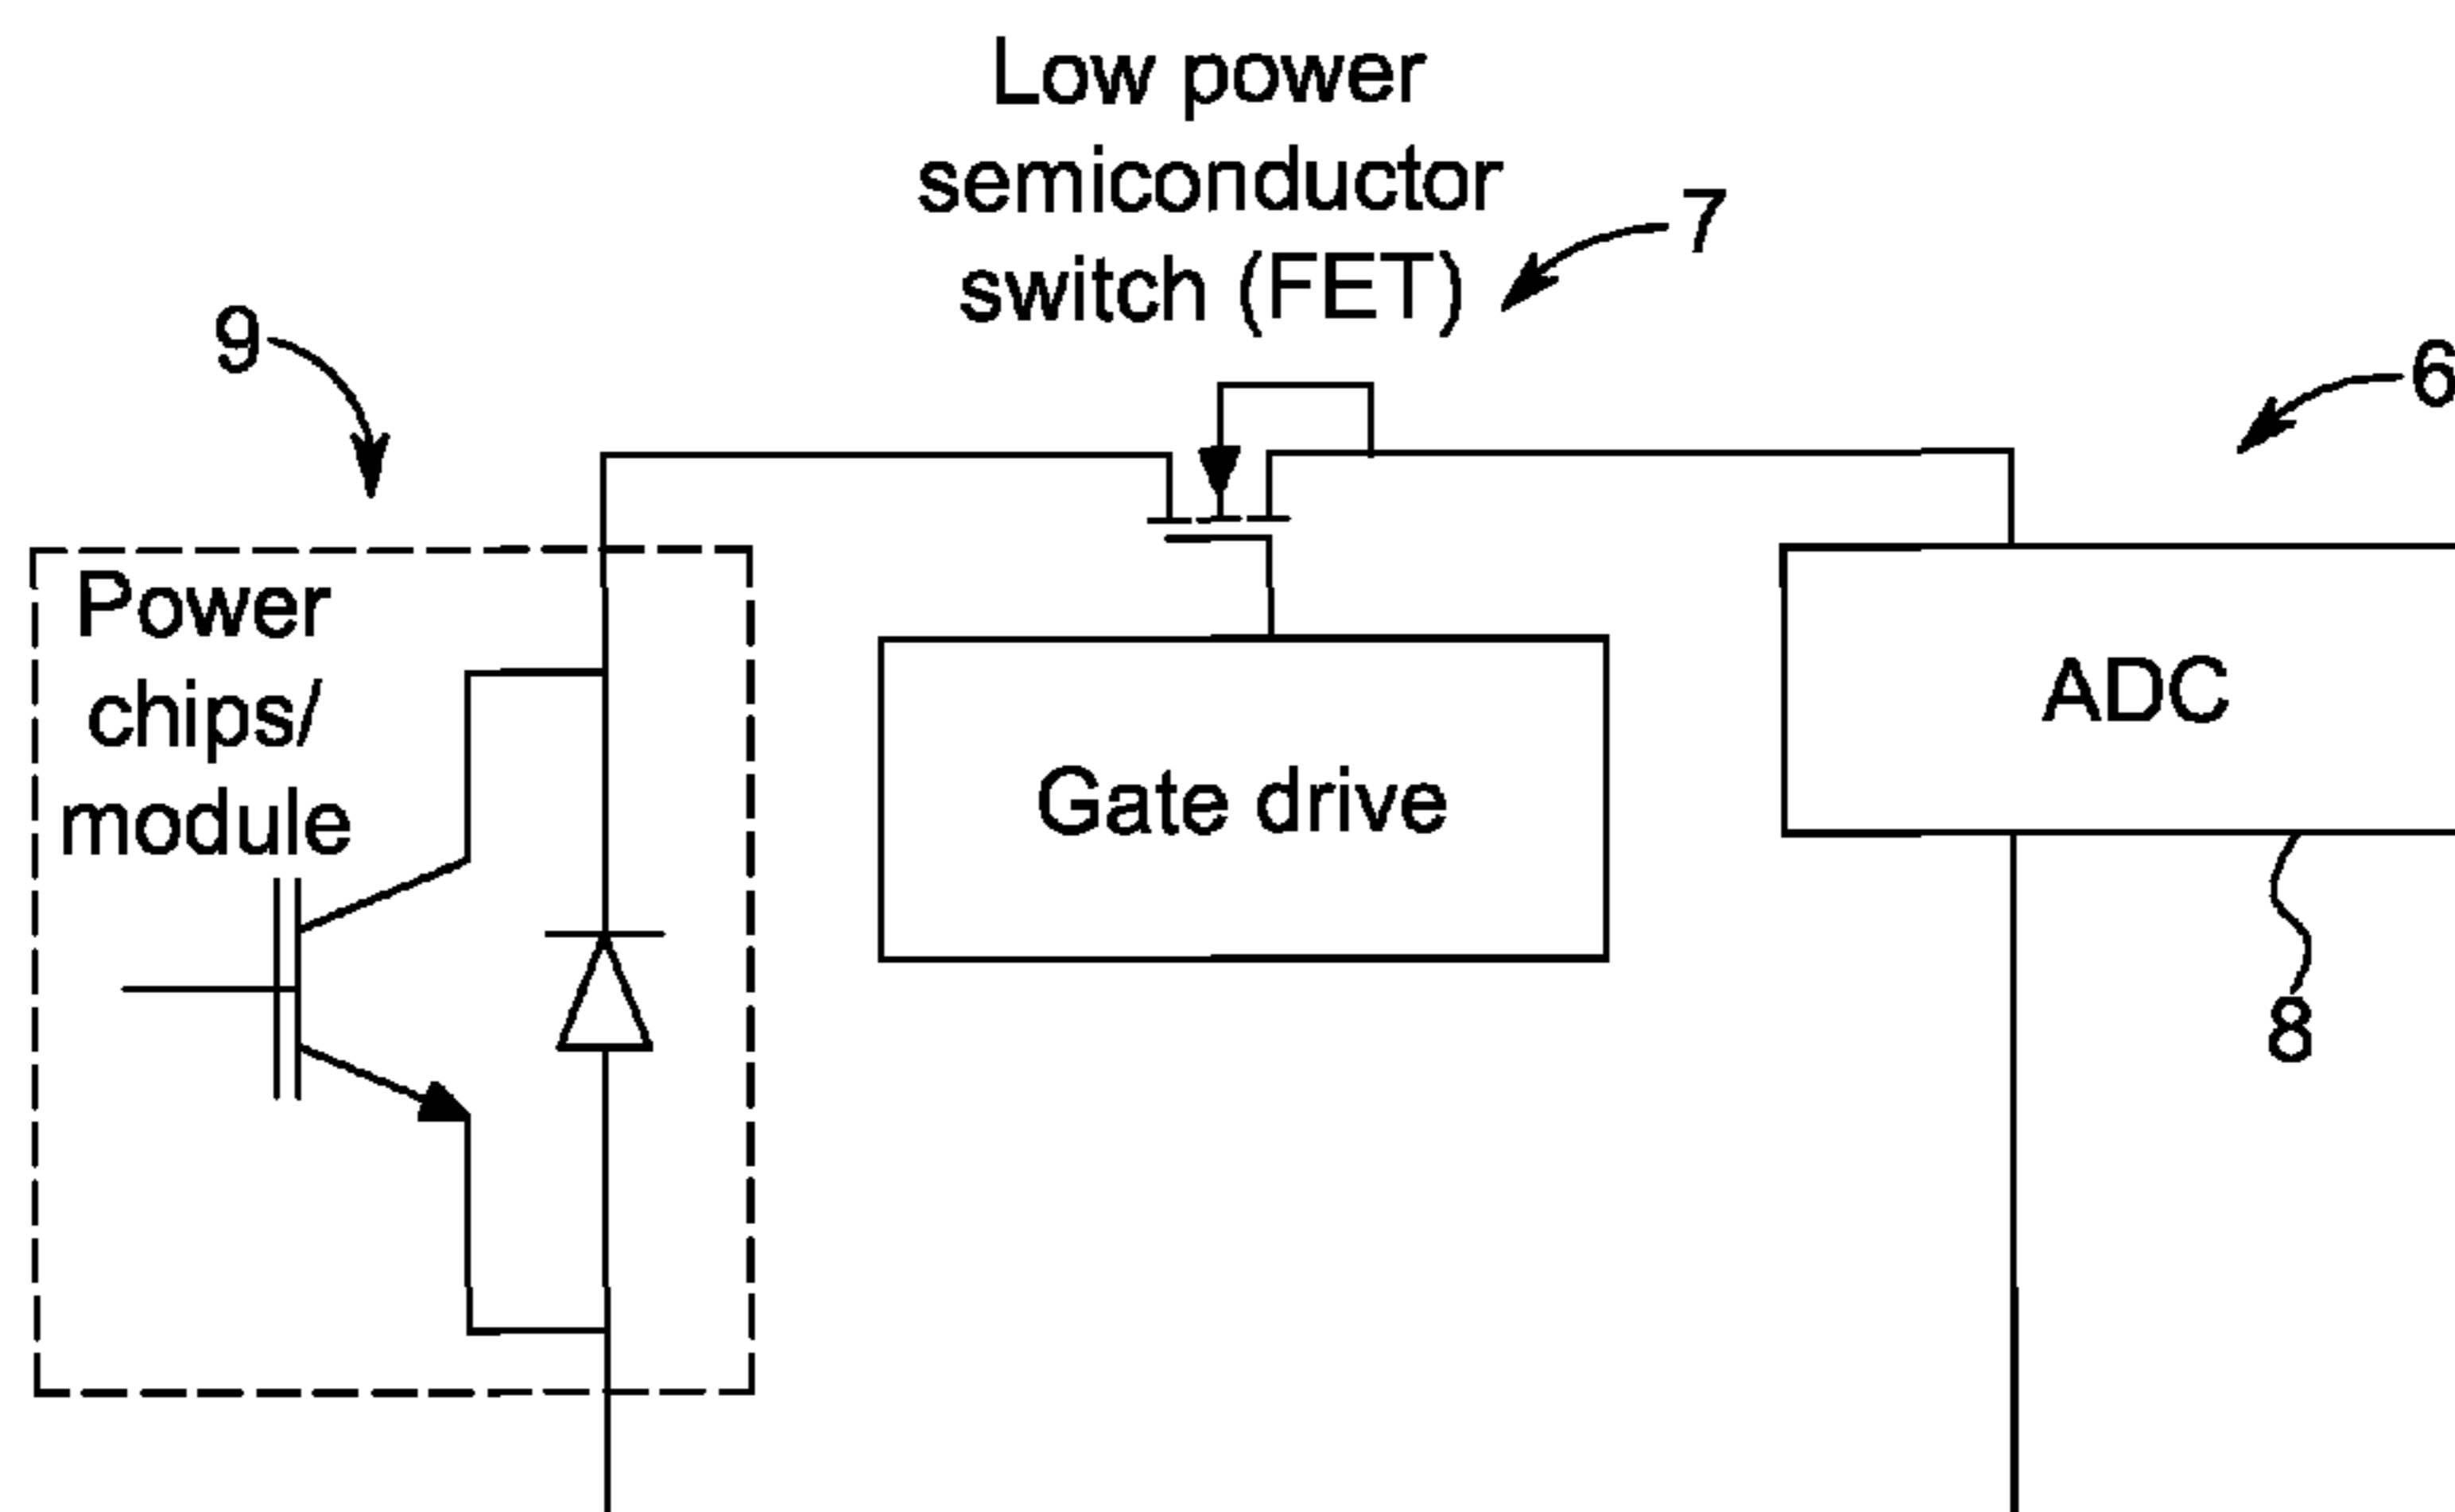 Low power
semiconductor
switch (FET)
7
9
6
Power
chips/
module
Gate drive
ADC
8